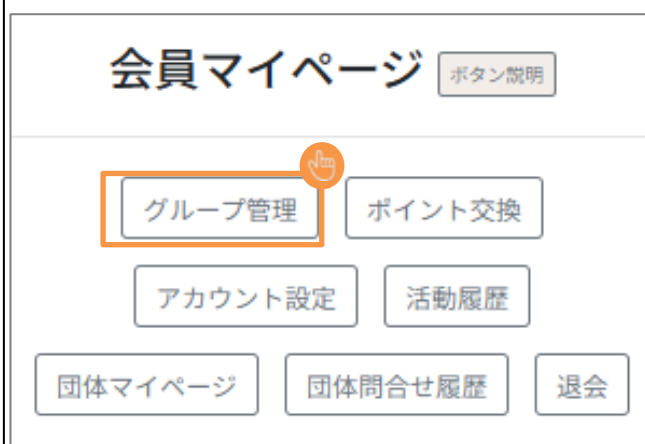 会員マイページ ボタン説明
グループ管理 ポイント交換
アカウント設定 活動履歴
団体マイページ 団体問合せ履歴 退会